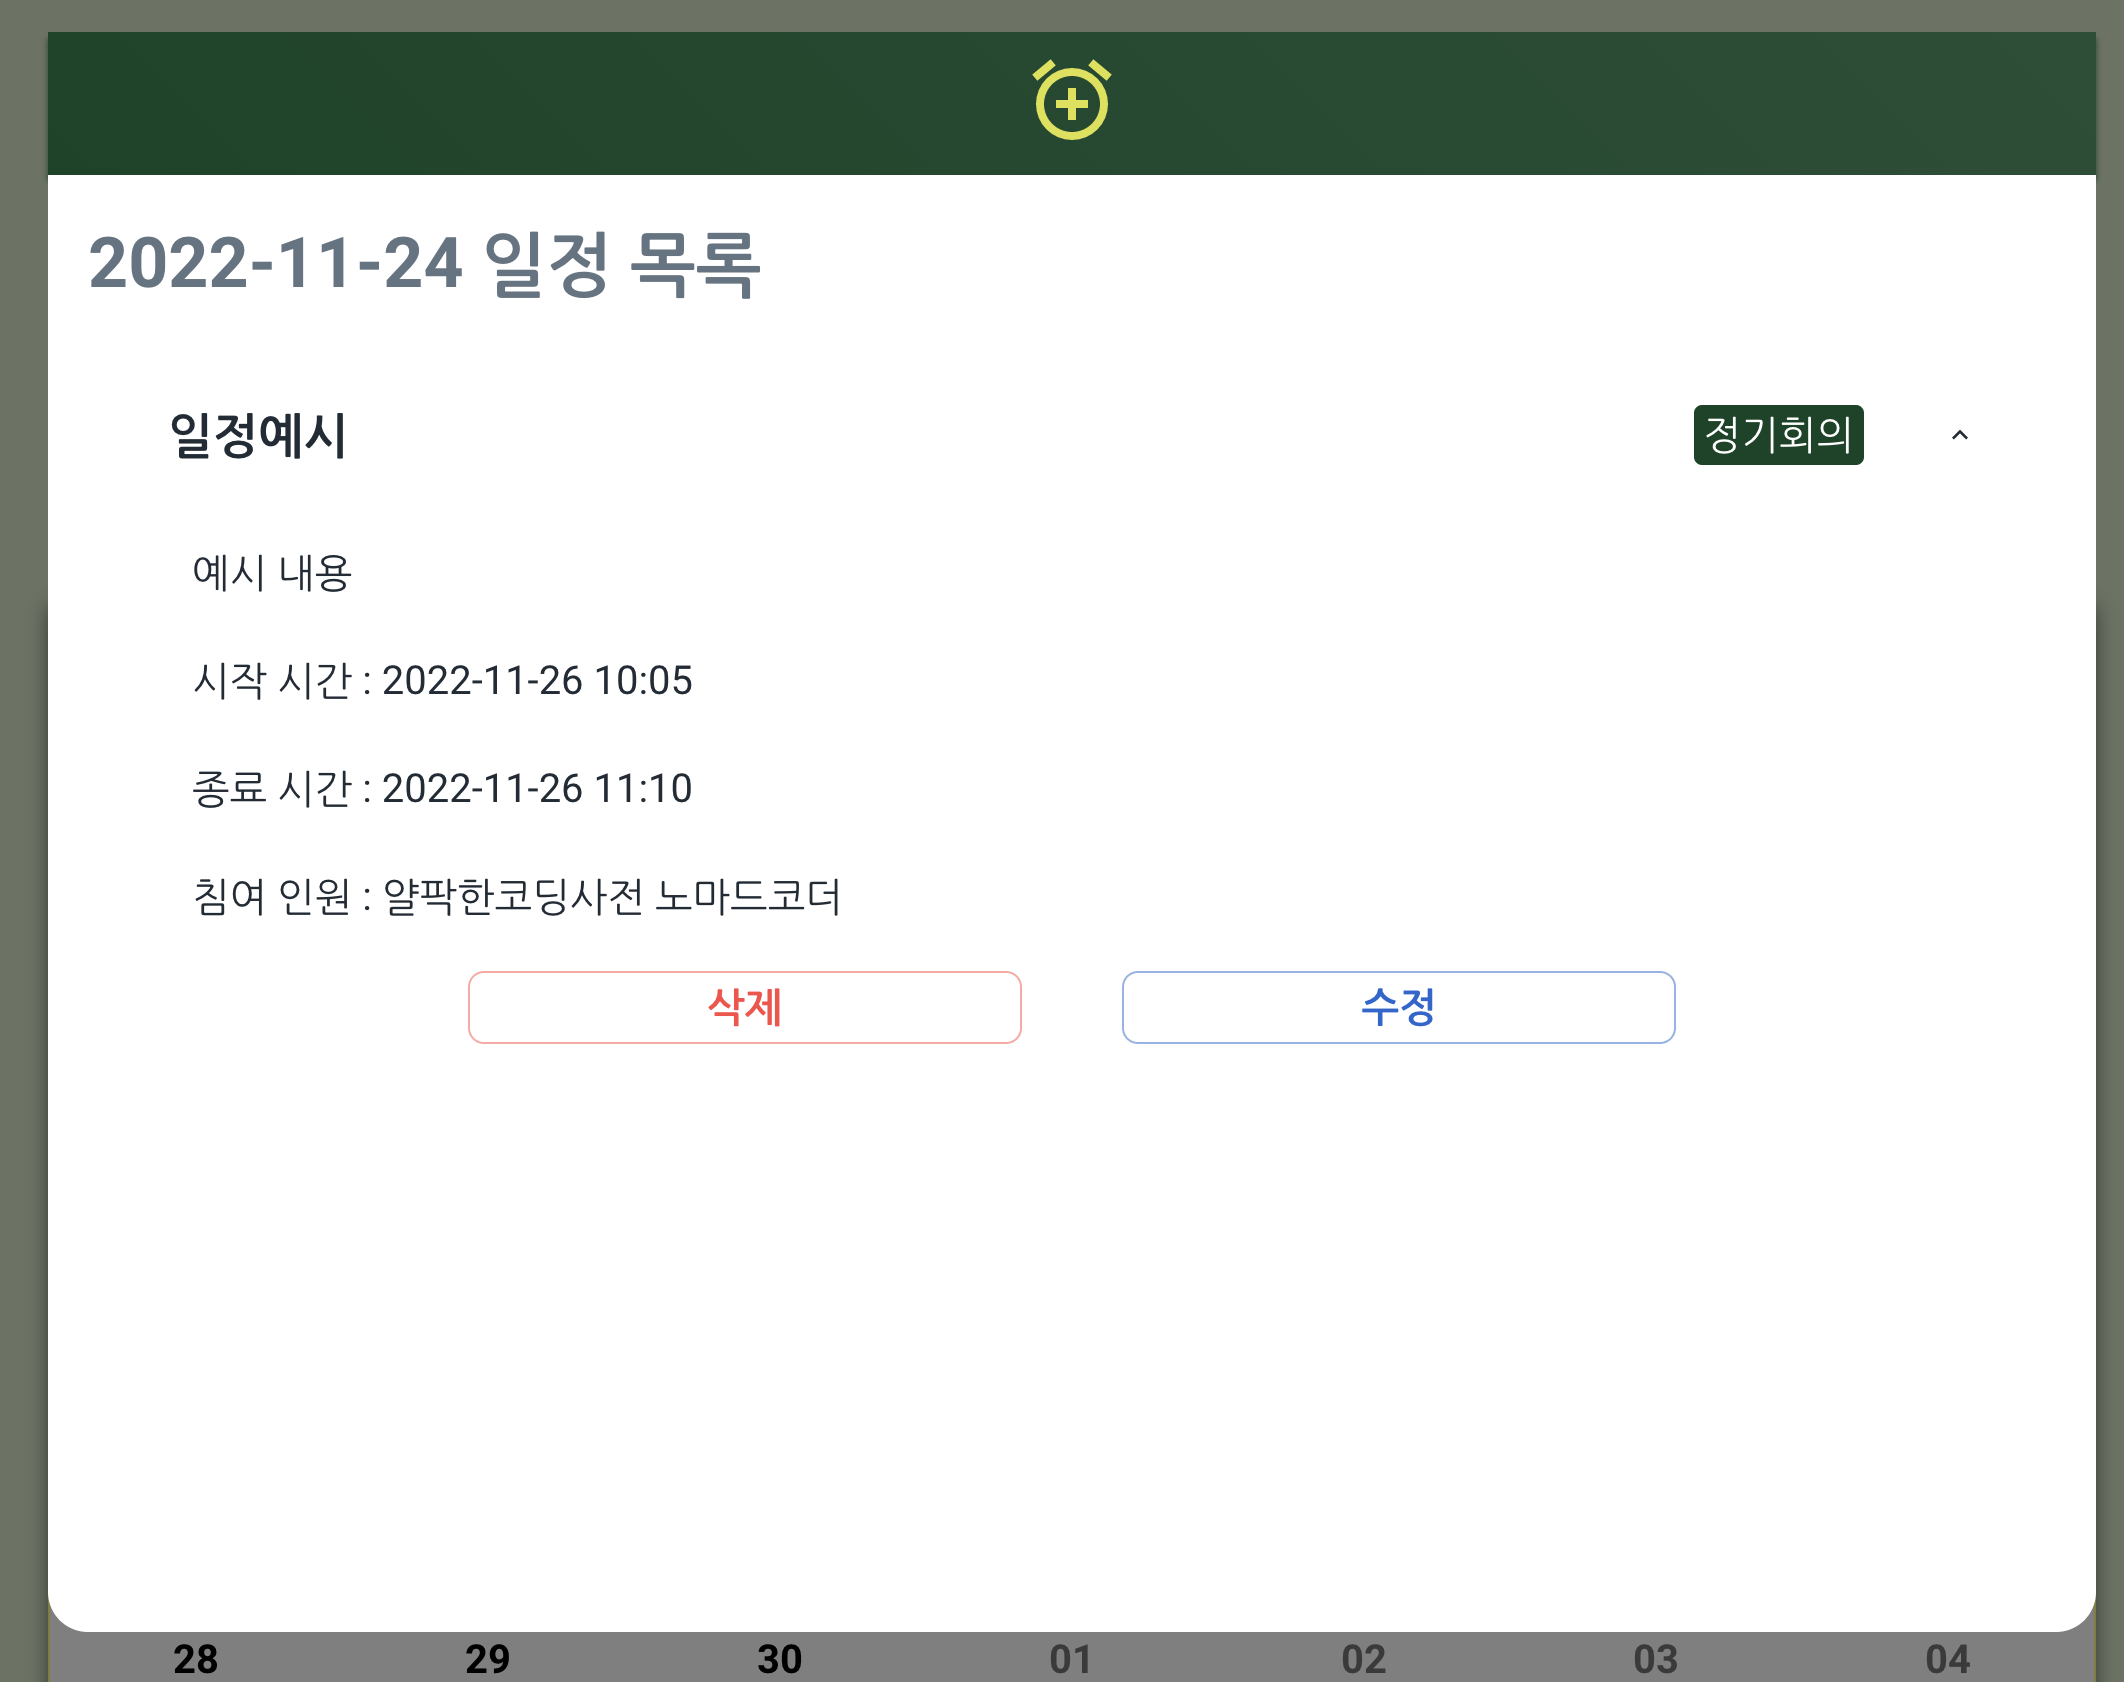 2022-11-24 일정 목록
일정예시
정기회의
예시 내용
시작 시간 : 2022-11-26 10:05
종료 시간 : 2022-11-26 11:10
침여 인원 : 얄팍한코딩사전 노마드코더
삭제 수정
28 29 30 01 02 03 04